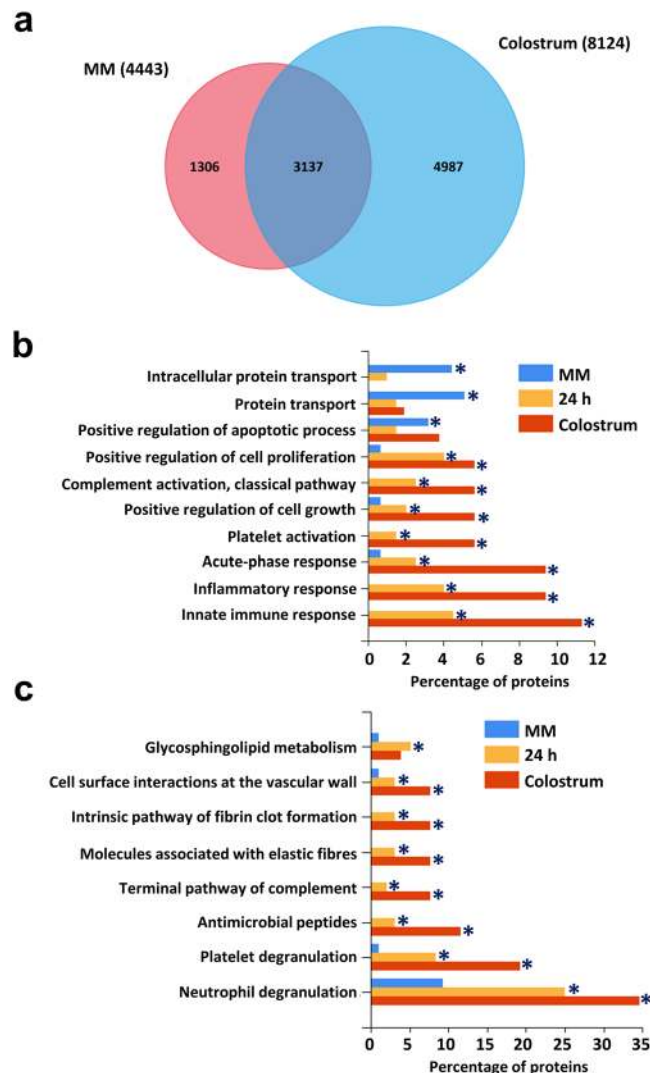 a
MM (4443)
Colostrum (8124)
1306
3137
4987
b
Intracellular protein transport
Protein transport
Positive regulation of apoptotic process
Positive regulation of cell proliferation
Complement activation, classical pathway
Positive regulation of cell growth
Platelet activation
Acute-phase response
Inflammatory response
Innate immune response
MM
24 h
Colostrum
* * * * * * * * * * * * * * * * *
0 2 4 6 8 10 12
Percentage of proteins
c
Glycosphingolipid metabolism
Cell surface interactions at the vascular wall
Intrinsic pathway of fibrin clot formation
Molecules associated with elastic fibres
Terminal pathway of complement
Antimicrobial peptides
Platelet degranulation
Neutrophil degranulation
MM
24 h
Colostrum
* * * * * * * * * * * * * * *
0 5 10 15 20 25 30 35
Percentage of proteins